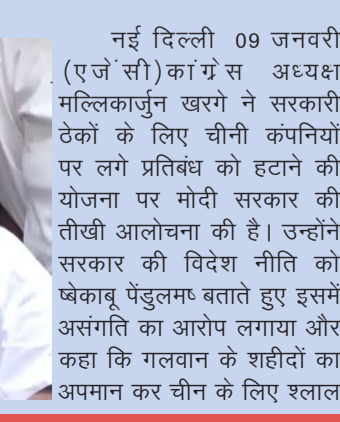 नई दिल्ली 09 जनवरी
(एजेंसी)कांग्रेस अध्यक्ष
मल्लिकार्जुन खरगे ने सरकारी
ठेकों के लिए चीनी कंपनियों
पर लगे प्रतिबंध को हटाने की
योजना पर मोदी सरकार की
तीखी आलोचना की है। उन्होंने
सरकार की विदेश नीति को
ष्बेकाबू पेंडुलमष् बताते हुए इसमें
असंगति का आरोप लगाया और
कहा कि गलवान के शहीदों का
अपमान कर चीन के लिए श्लाल